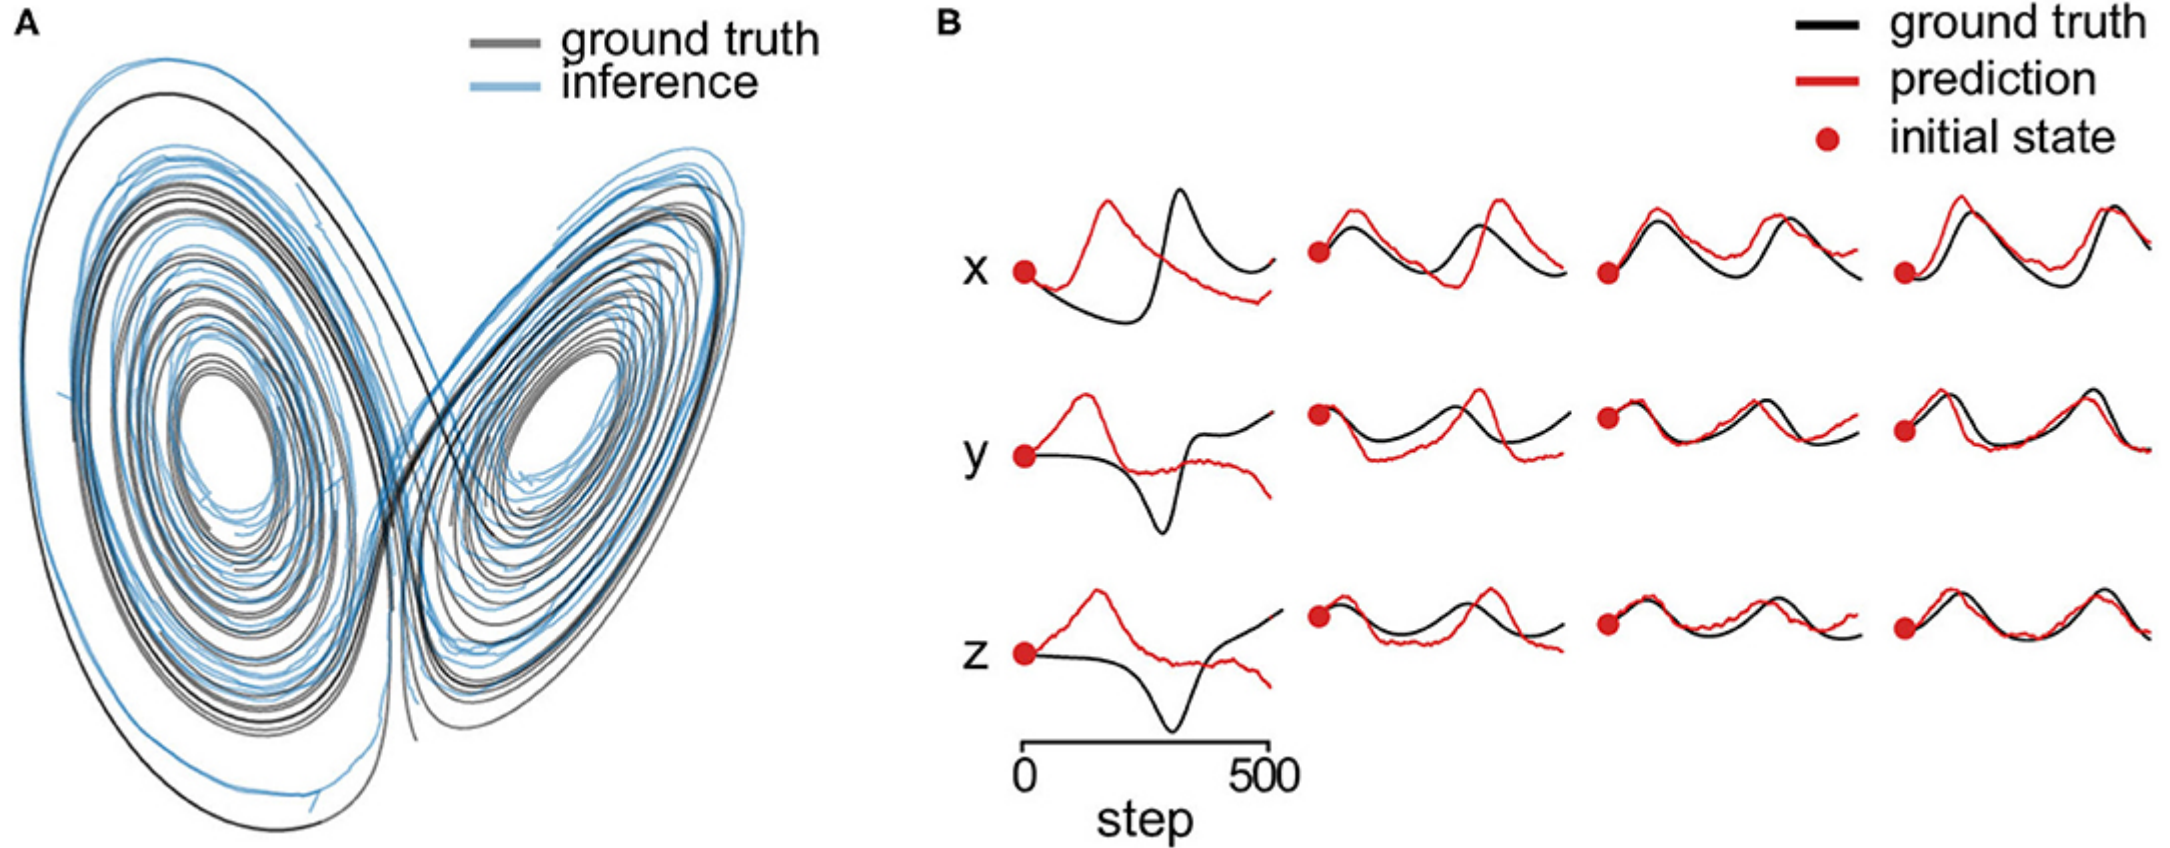 A
ground truth
inference
B
ground truth
prediction
initial state
x
y
z
0 500
step